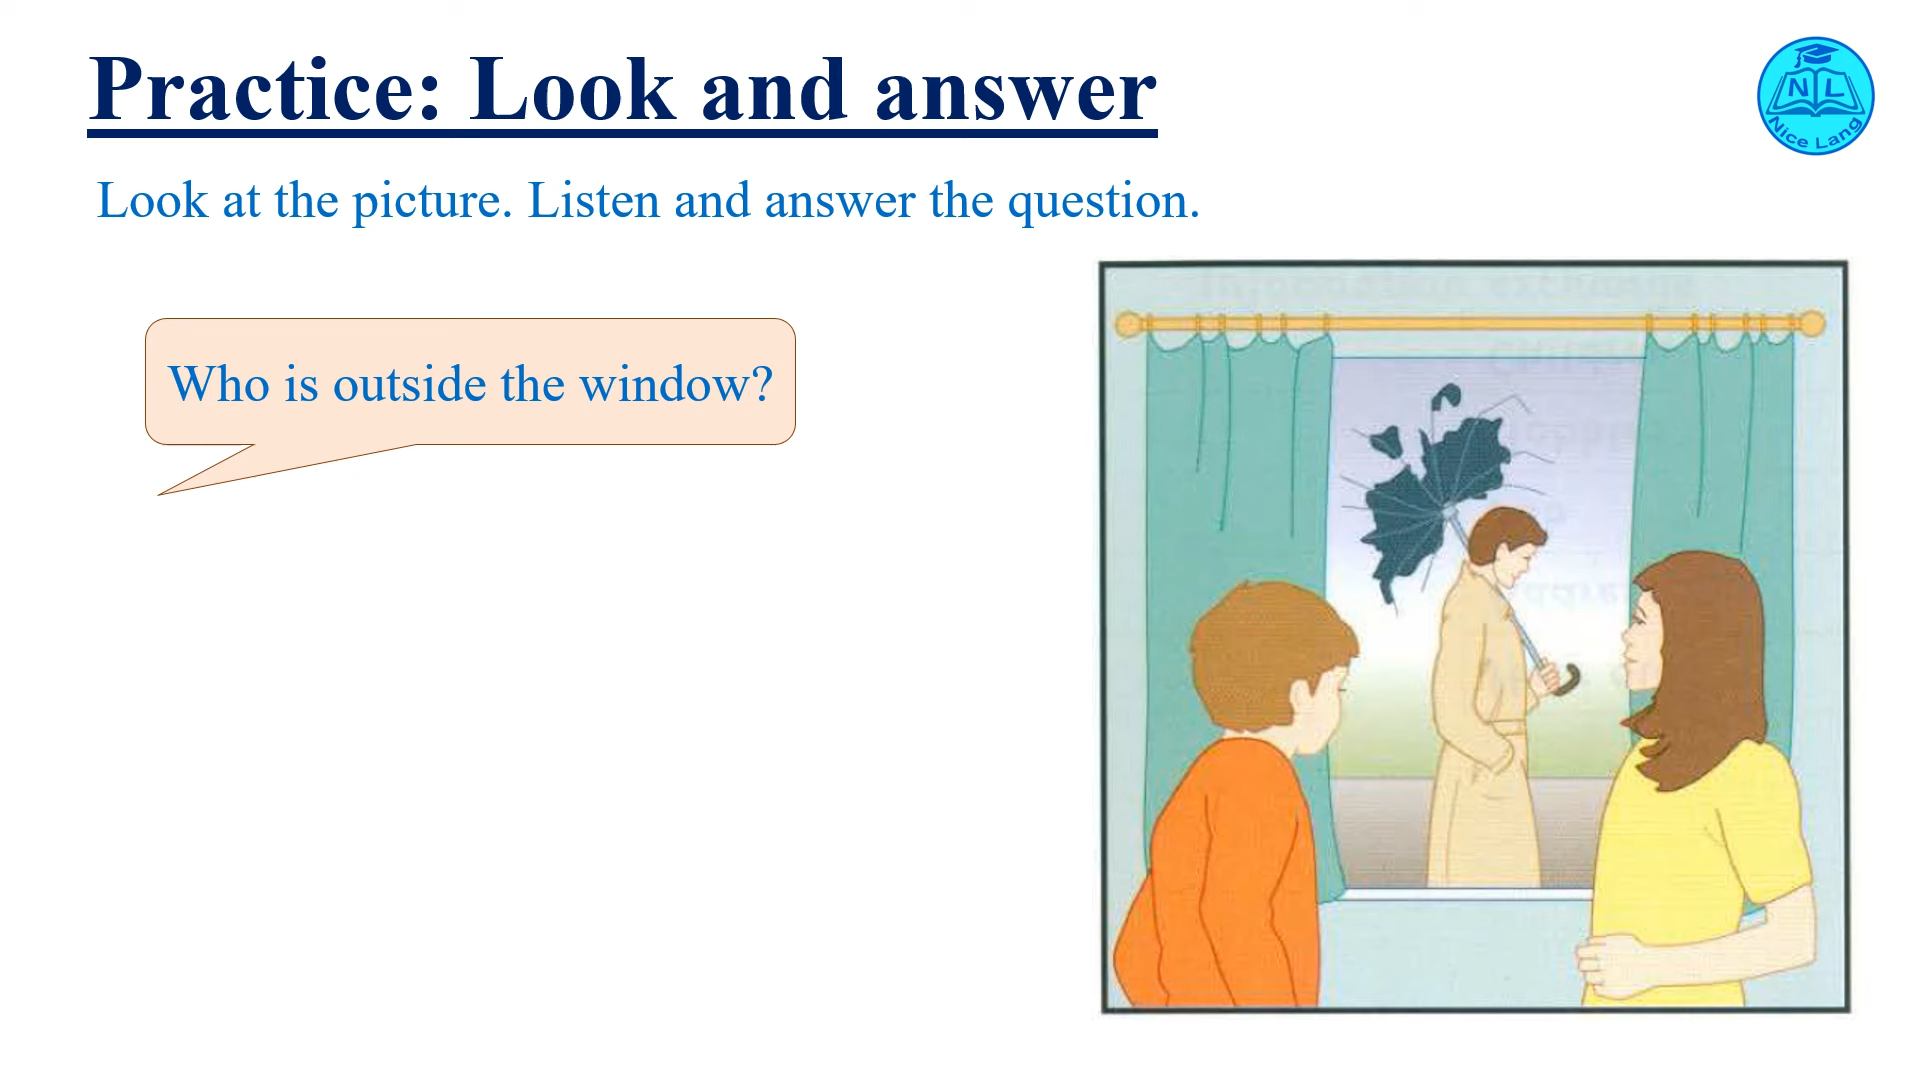 Practice: Look and answer
N L
Nice Lang
Look at the picture. Listen and answer the question.
Who is outside the window?